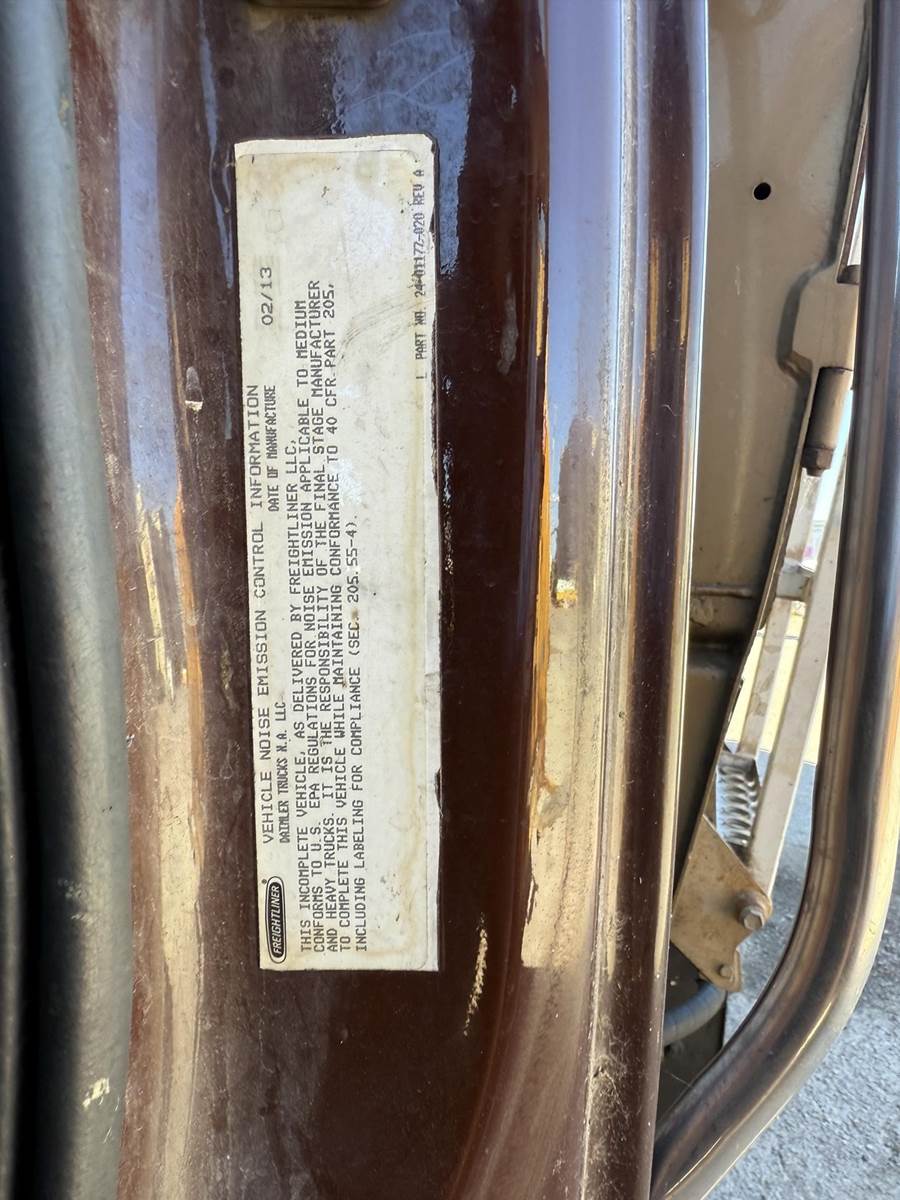 FREIGHTLINER®
VEHICLE NOISE EMISSION CONTROL INFORMATION 02/13
DAIMLER TRUCKS N.A. LLC DATE OF MANUFACTURE
THIS INCOMPLETE VEHICLE, AS DELIVERED BY FREIGHTLINER LLC,
CONFORMS TO U.S. EPA REGULATIONS FOR NOISE EMISSION APPLICABLE TO MEDIUM
AND HEAVY TRUCKS. IT IS THE RESPONSIBILITY OF THE FINAL STAGE MANUFACTURER
TO COMPLETE THIS VEHICLE WHILE MAINTAINING CONFORMANCE TO 40 CFR PART 205,
INCLUDING LABELING FOR COMPLIANCE (SEC. 205.55-4).
PART NO. 24-01177-020 REV A